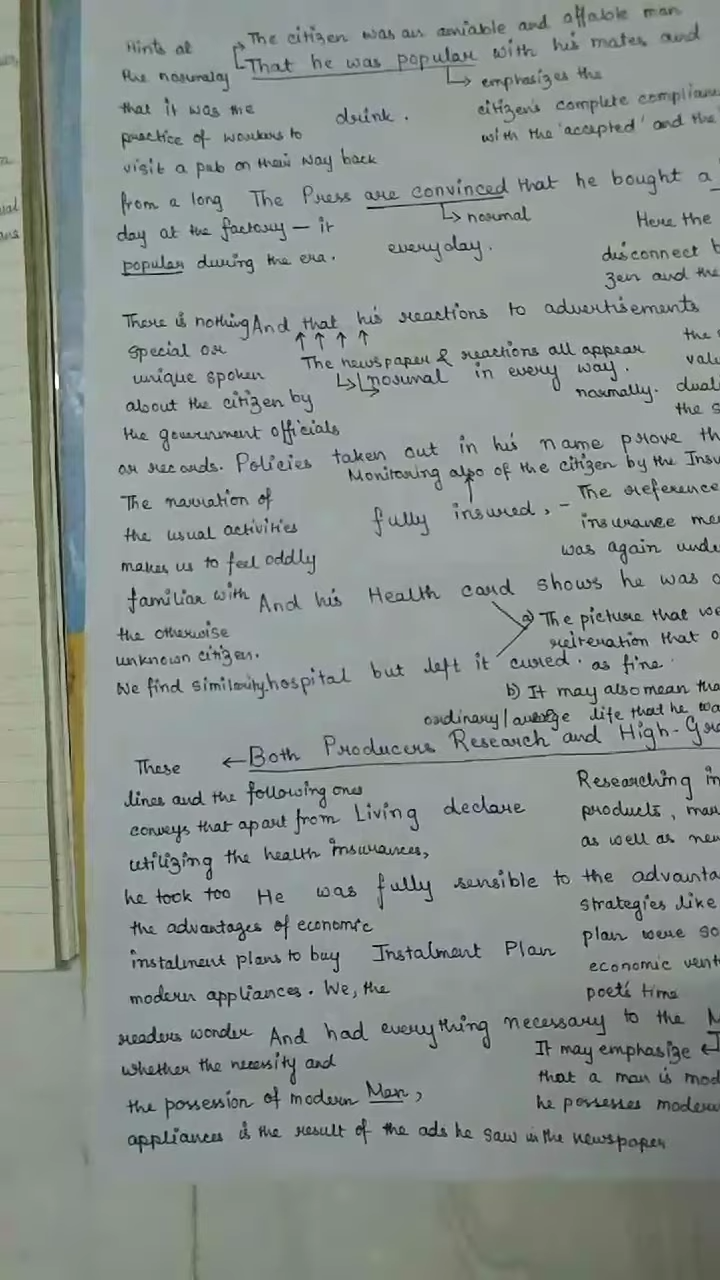 The citizen was an amiable and affable man
Hints at
That he was popular with his mates and
the normalcy
emphasizes the
that it was the
drink.
citizen's complete complianc
practice of workers to
with the 'accepted' and the
visit a pub on their way back
from a long The Press are convinced that he bought a
normal
day at the factory — it
Here the
everyday.
popular during the era.
disconnect b
zen and the
There is nothing And that his reactions to advertisements
special or
The newspaper & reactions all appear
the
unique spoken
normal in every way.
valu
about the citizen by
normally.
duali
the government officials
the s
or records. Policies taken out in his name prove th
Monitoring also of the citizen by the Insu
The narration of
The reference
the usual activities
fully insured, -
insurance me
makes us to feel oddly
was again unde
familiar with And his Health card shows he was o
the otherwise
a) The picture that we
unknown citizen.
reiteration that o
We find similarity hospital but left it cured. as fine.
b) It may also mean tha
ordinary/average life that he wa
These Both Producers Research and High-Gra
lines and the following ones
Researching in
conveys that apart from Living declare
products, man
utilizing the health insurances,
as well as new
he took too He was fully sensible to the advanta
the advantages of economic
strategies like
instalment plans to buy Instalment Plan
plan were so
economic vent
modern appliances. We, the
poet's time
readers wonder And had everything necessary to the M
whether the necessity and
It may emphasize
that a man is mod
the possession of modern Man,
he possesses modern
appliances is the result of the ads he saw in the newspaper